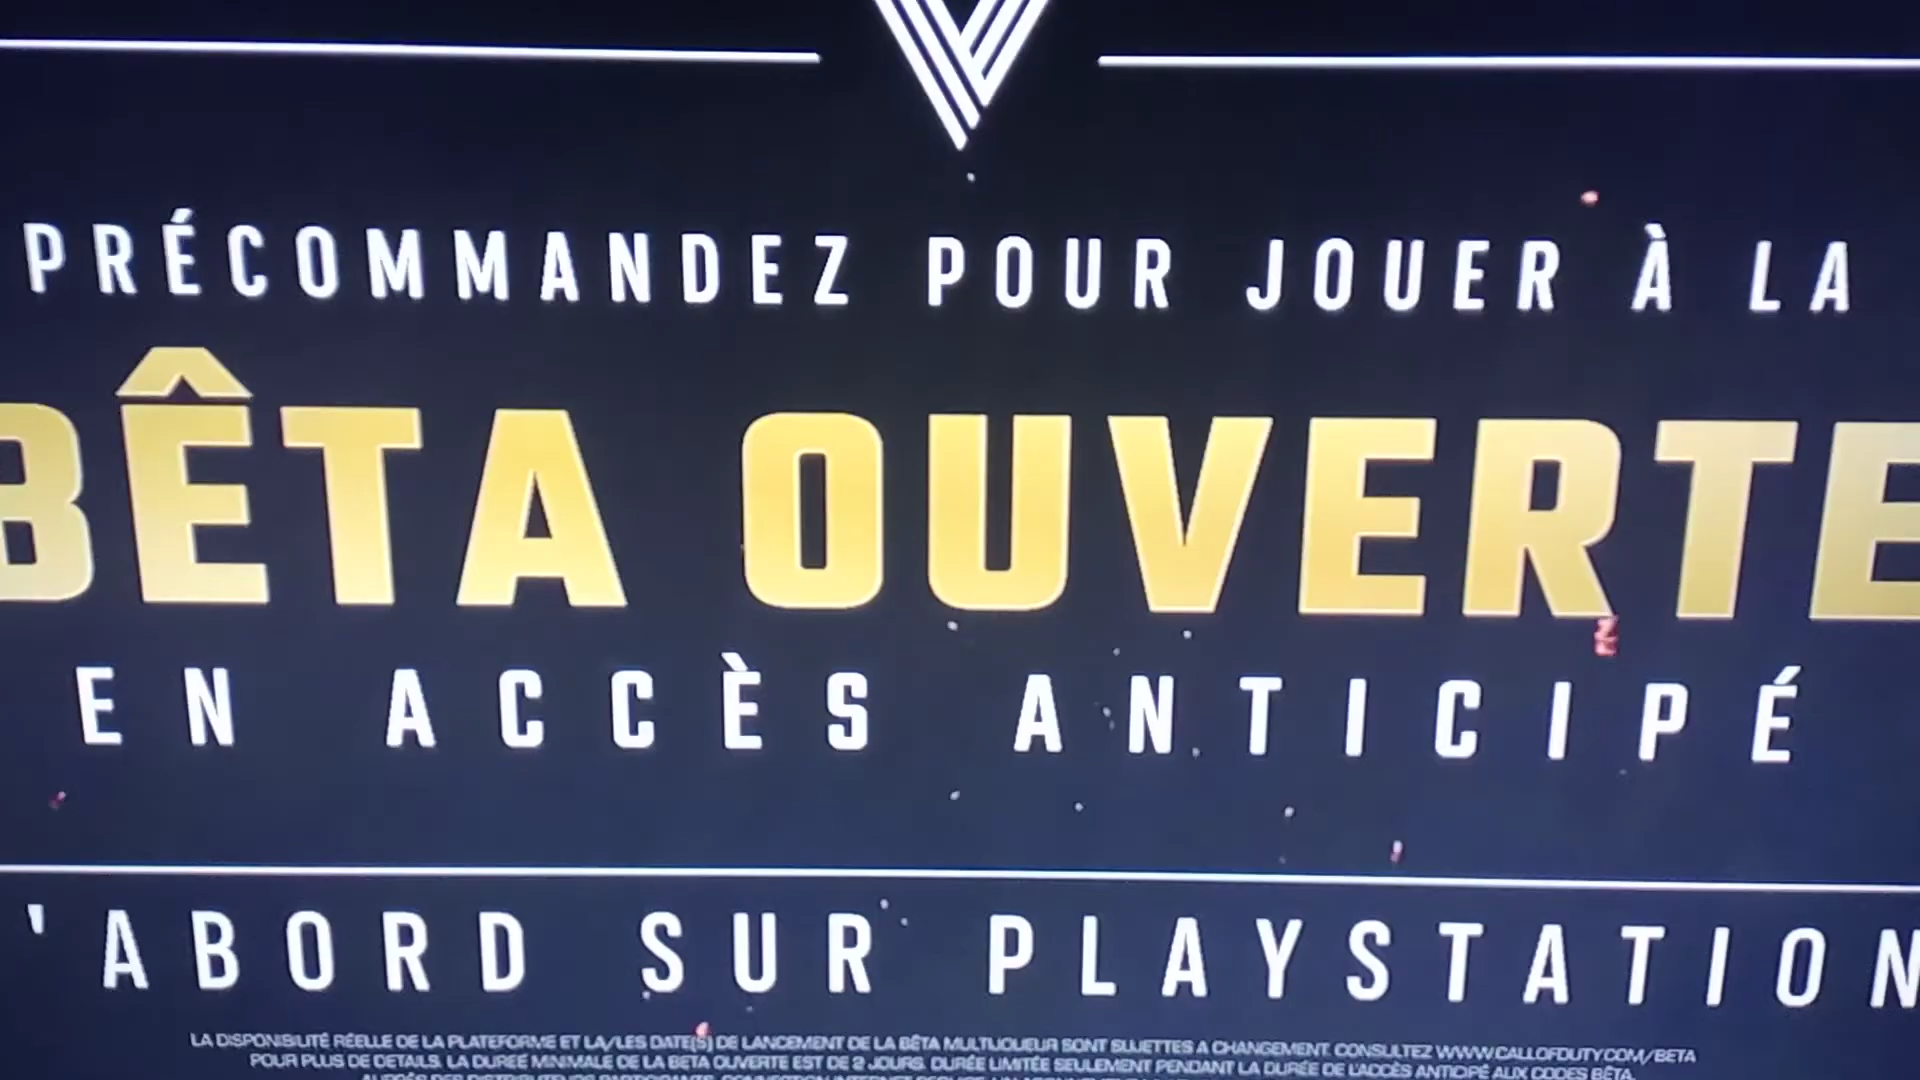 PRÉCOMMANDEZ POUR JOUER À LA
BÊTA OUVERTE
EN ACCÈS ANTICIPÉ
'ABORD SUR PLAYSTATION
LA DISPONIBILITÉ RÉELLE DE LA PLATEFORME ET LA/LES DATE(S) DE LANCEMENT DE LA BÊTA MULTIJOUEUR SONT SUJETTES A CHANGEMENT. CONSULTEZ WWW.CALLOFDUTY.COM/BETA
POUR PLUS DE DETAILS. LA DUREÉ MINIMALE DE LA BETA OUVERTE EST DE 2 JOURS. DURÉE LIMITÉE SEULEMENT PENDANT LA DURÉE DE L'ACCÈS ANTICIPÉ AUX CODES BÊTA.